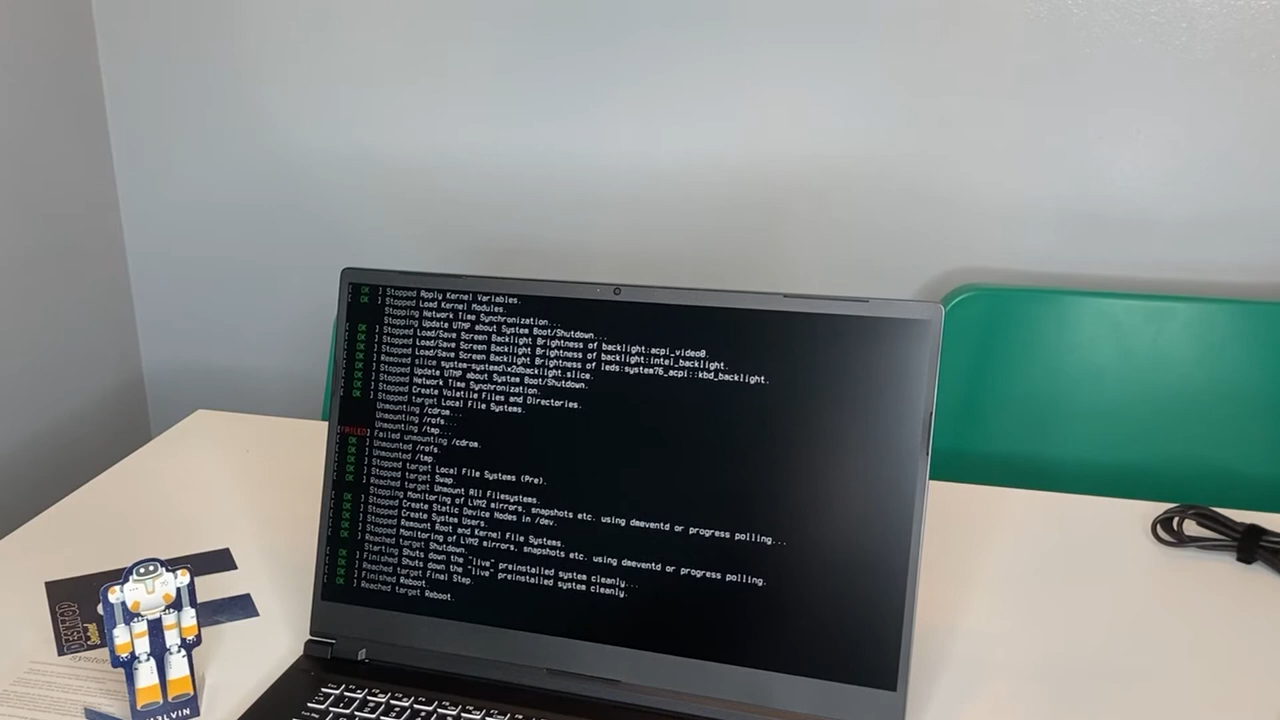 [ OK ] Stopped Apply Kernel Variables.
[ OK ] Stopped Load Kernel Modules.
Stopping Network Time Synchronization...
Stopping Update UTMP about System Boot/Shutdown...
[ OK ] Stopped Load/Save Screen Backlight Brightness of backlight:acpi_video0.
[ OK ] Stopped Load/Save Screen Backlight Brightness of backlight:intel_backlight.
[ OK ] Stopped Load/Save Screen Backlight Brightness of leds:system76_acpi::kbd_backlight.
[ OK ] Removed slice system-systemd\x2dbacklight.slice.
[ OK ] Stopped Update UTMP about System Boot/Shutdown.
[ OK ] Stopped Network Time Synchronization.
[ OK ] Stopped Create Volatile Files and Directories.
[ OK ] Stopped target Local File Systems.
Unmounting /cdrom...
Unmounting /rofs...
Unmounting /tmp...
[FAILED] Failed unmounting /cdrom.
[ OK ] Unmounted /rofs.
[ OK ] Unmounted /tmp.
[ OK ] Stopped target Local File Systems (Pre).
[ OK ] Stopped target Swap.
[ OK ] Reached target Unmount All Filesystems.
Stopping Monitoring of LVM2 mirrors, snapshots etc. using dmeventd or progress polling...
[ OK ] Stopped Create Static Device Nodes in /dev.
[ OK ] Stopped Create System Users.
[ OK ] Stopped Remount Root and Kernel File Systems.
[ OK ] Stopped Monitoring of LVM2 mirrors, snapshots etc. using dmeventd or progress polling.
[ OK ] Reached target Shutdown.
Starting Shuts down the "live" preinstalled system cleanly...
[ OK ] Finished Shuts down the "live" preinstalled system cleanly.
[ OK ] Reached target Final Step.
[ OK ] Finished Reboot.
[ OK ] Reached target Reboot.
DESKTOP
system
M3LVIN